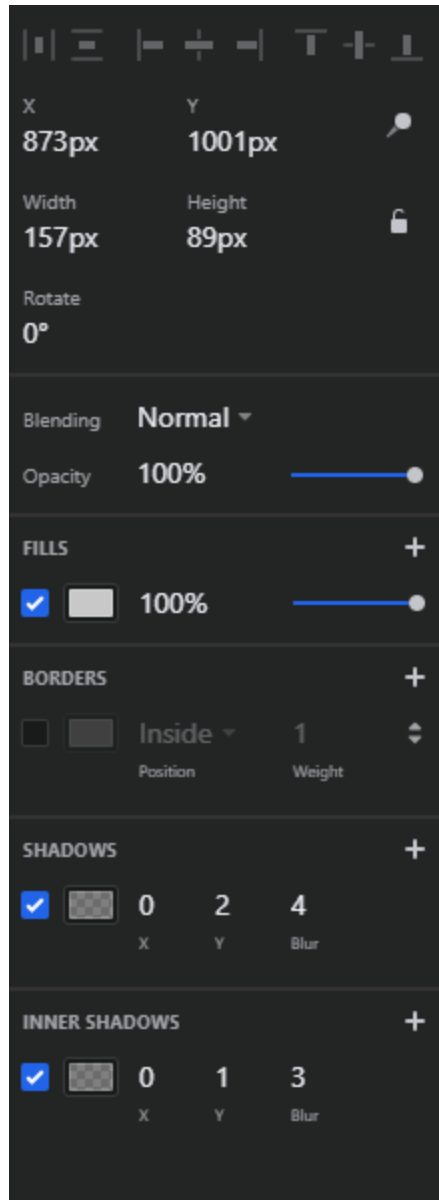 X Y
873px 1001px
Width Height
157px 89px
Rotate
0°
Blending Normal
Opacity 100%
FILLS +
100%
BORDERS +
Inside 1
Position Weight
SHADOWS +
0 2 4
X Y Blur
INNER SHADOWS +
0 1 3
X Y Blur